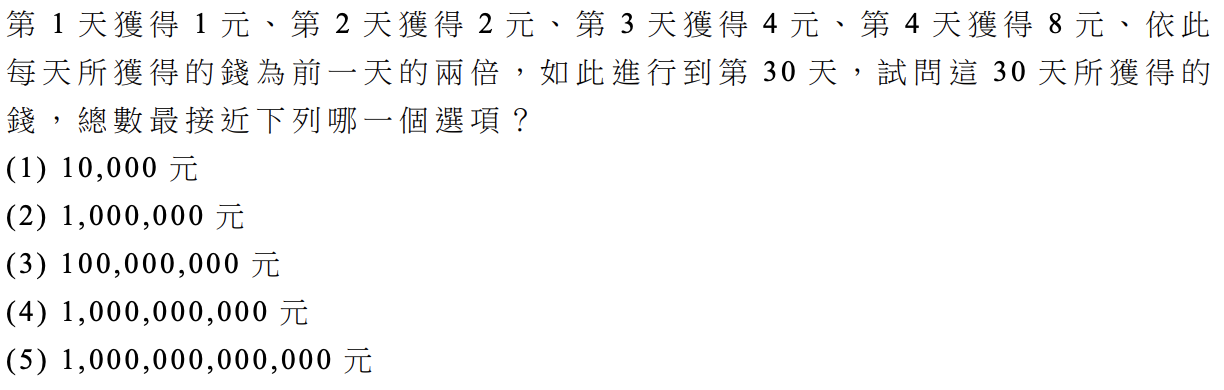 第 1 天獲得 1 元、第 2 天獲得 2 元、第 3 天獲得 4 元、第 4 天獲得 8 元、依此
每天所獲得的錢為前一天的兩倍，如此進行到第 30 天，試問這 30 天所獲得的
錢，總數最接近下列哪一個選項？
(1) 10,000 元
(2) 1,000,000 元
(3) 100,000,000 元
(4) 1,000,000,000 元
(5) 1,000,000,000,000 元